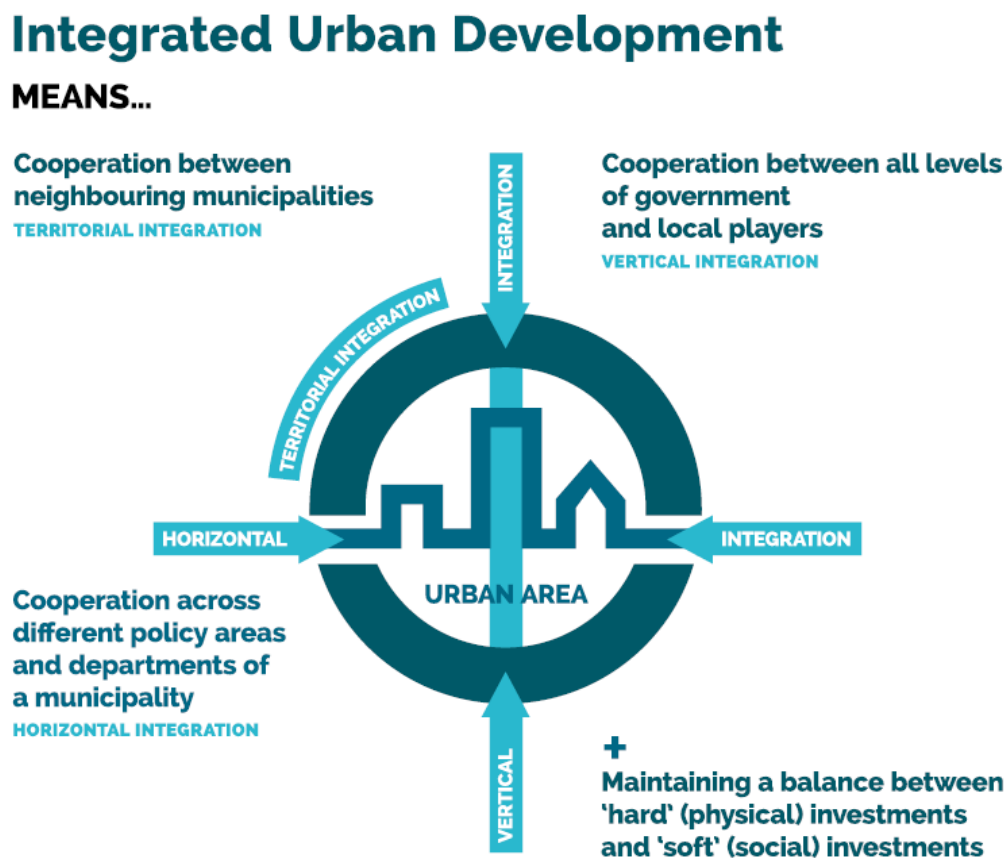 Integrated Urban Development
MEANS...
Cooperation between
neighbouring municipalities
TERRITORIAL INTEGRATION
Cooperation between all levels
of government
and local players
VERTICAL INTEGRATION
INTEGRATION
TERRITORIAL INTEGRATION
HORIZONTAL
INTEGRATION
URBAN AREA
Cooperation across
different policy areas
and departments of
a municipality
HORIZONTAL INTEGRATION
VERTICAL
+
Maintaining a balance between
‘hard’ (physical) investments
and ‘soft’ (social) investments